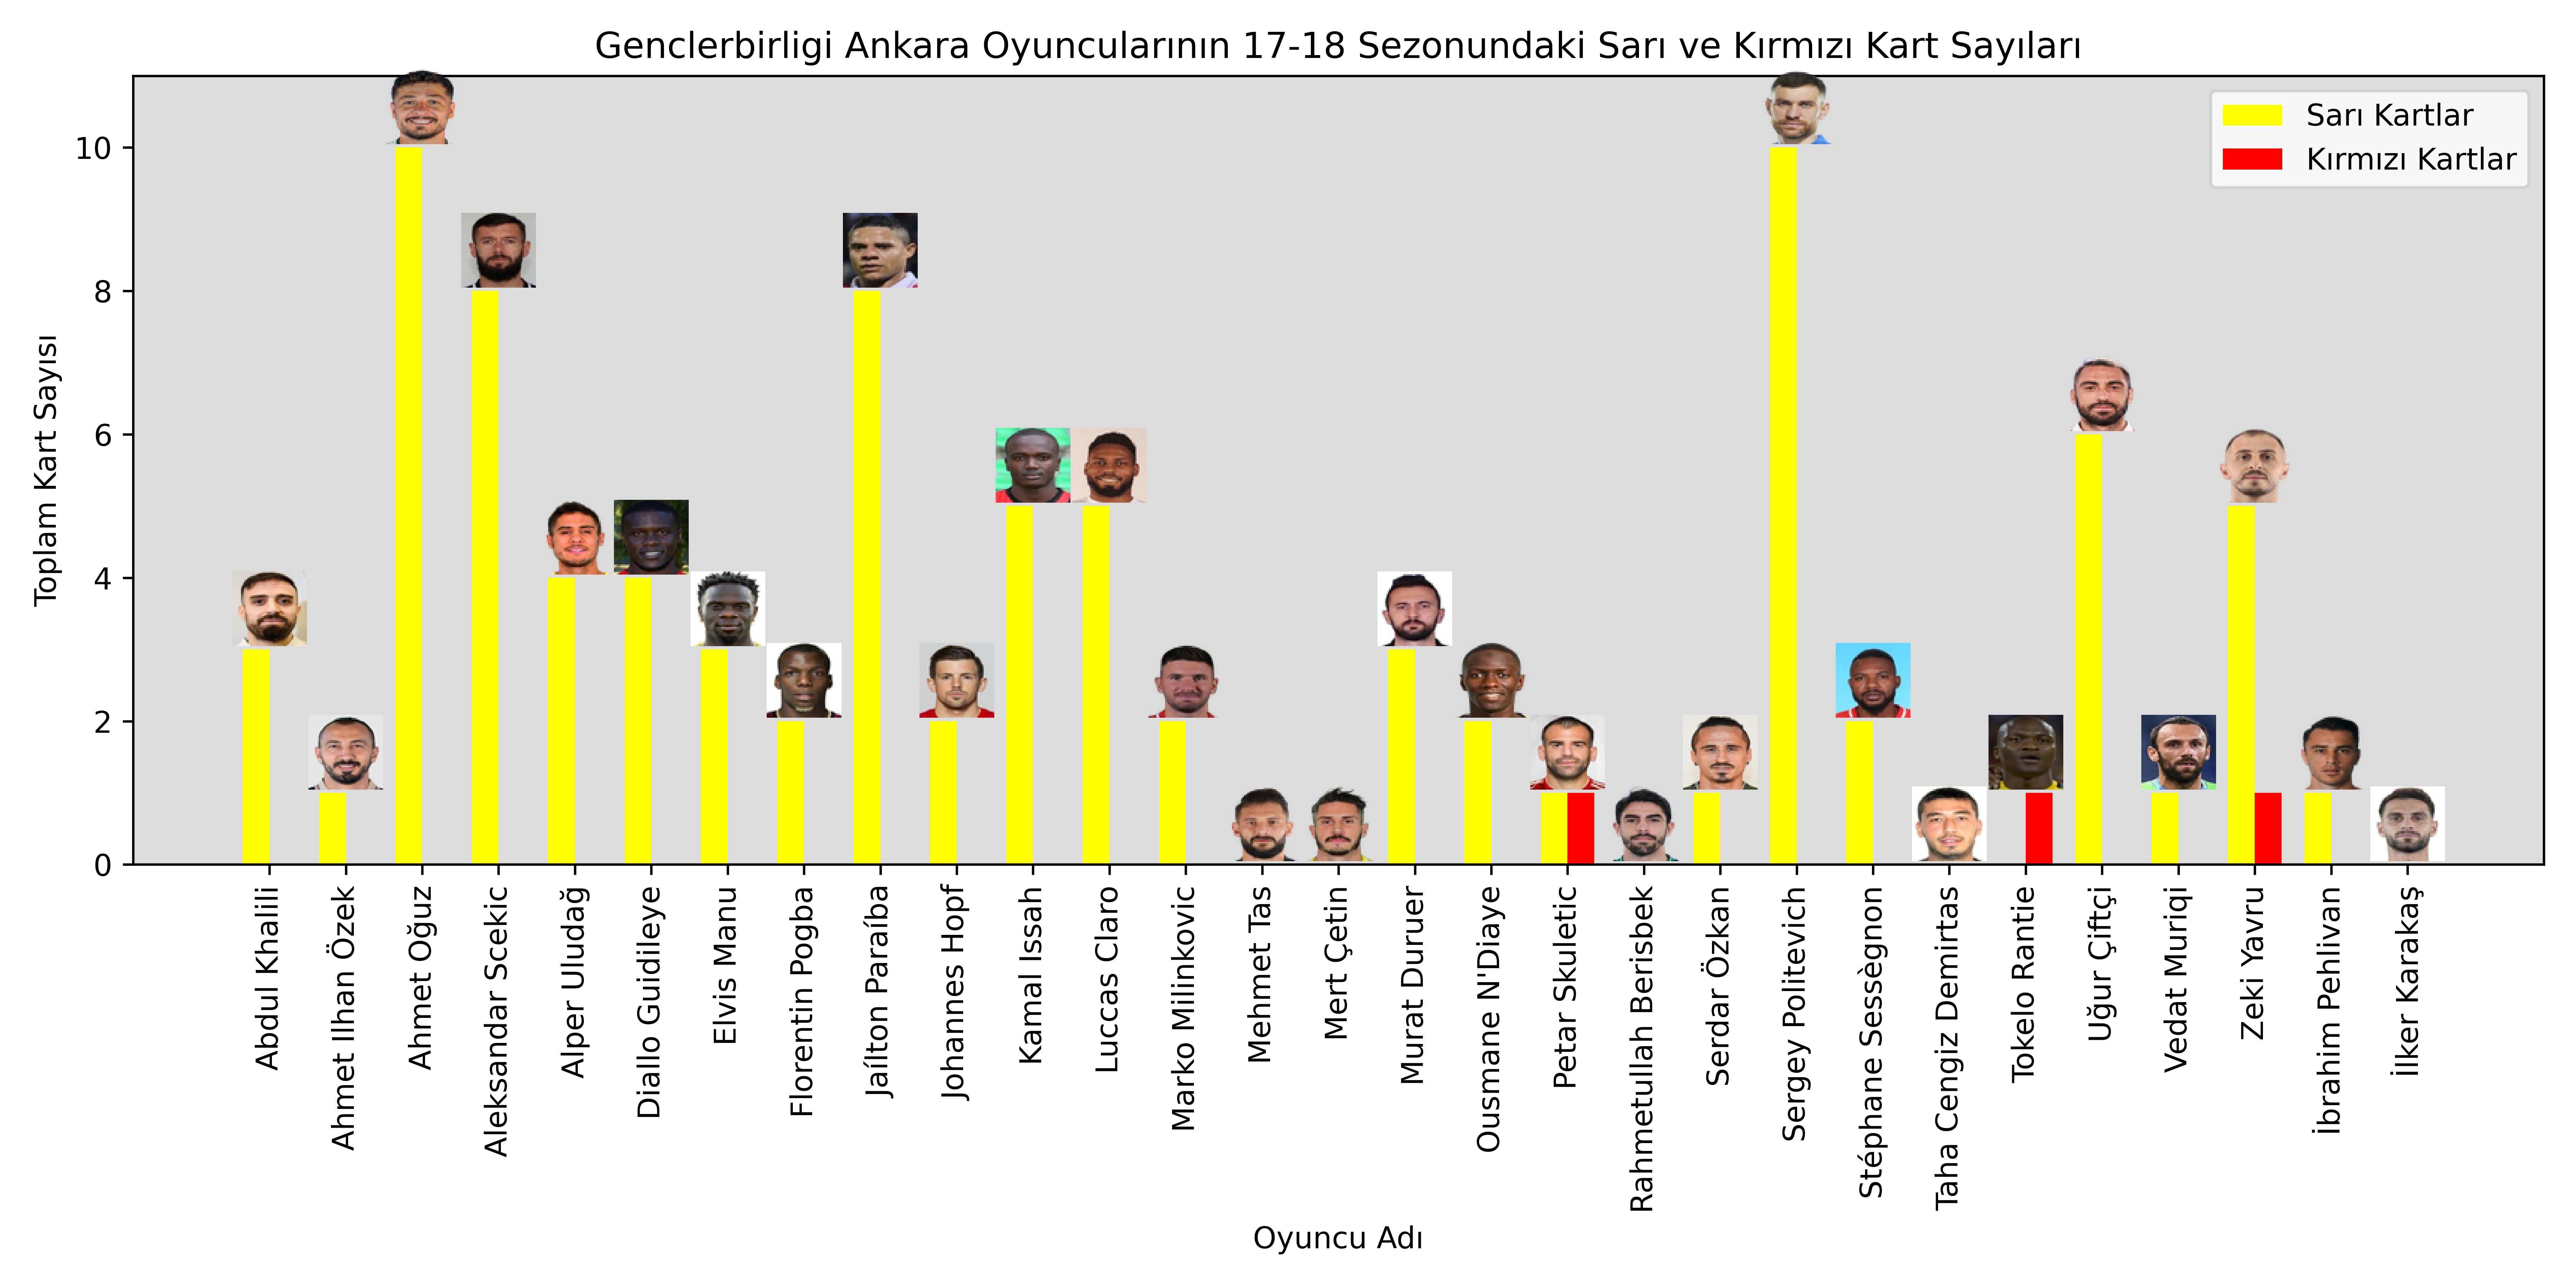 Genclerbirligi Ankara Oyuncularının 17-18 Sezonundaki Sarı ve Kırmızı Kart Sayıları
Sarı Kartlar
Kırmızı Kartlar
Toplam Kart Sayısı
10
8
6
4
2
0
Abdul Khalili
Ahmet Ilhan Özek
Ahmet Oğuz
Aleksandar Scekic
Alper Uludağ
Diallo Guidileye
Elvis Manu
Florentin Pogba
Jaílton Paraíba
Johannes Hopf
Kamal Issah
Luccas Claro
Marko Milinkovic
Mehmet Tas
Mert Çetin
Murat Duruer
Ousmane N'Diaye
Petar Skuletic
Rahmetullah Berisbek
Serdar Özkan
Sergey Politevich
Stéphane Sessègnon
Taha Cengiz Demirtas
Tokelo Rantie
Uğur Çiftçi
Vedat Muriqi
Zeki Yavru
İbrahim Pehlivan
İlker Karakaş
Oyuncu Adı